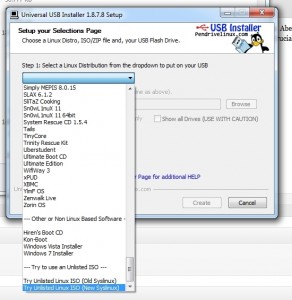 Universal USB Installer 1.8.7.8 Setup
Setup your Selections Page
Choose a Linux Distro, ISO/ZIP file and, your USB Flash Drive.
USB Installer
Pendrivelinux.com
Step 1: Select a Linux Distribution from the dropdown to put on your USB
Simply MEPIS 8.0.15
SLAX 6.1.2
SliTaZ Cooking
Sn0wL1nuX 11
Sn0wL1nuX 11 64bit
System Rescue CD 1.5.4
Tails
TinyCore
Trinity Rescue Kit
Uberstudent
Ultimate Boot CD
Ultimate Edition
WifiWay 3
xPUD
XBMC
YlmF OS
Zenwalk Live
Zorin OS
--- Other or Non Linux Based Software -
Hiren's Boot CD
Kon-Boot
Windows Vista Installer
Windows 7 Installer
--- Try to use an Unlisted ISO ---
Try Unlisted Linux ISO (Old Syslinux)
Try Unlisted Linux ISO (New Syslinux)
me as above).
Browse
Show all Drives (USE WITH CAUTION)
Page for additional HELP
Create
Cancel